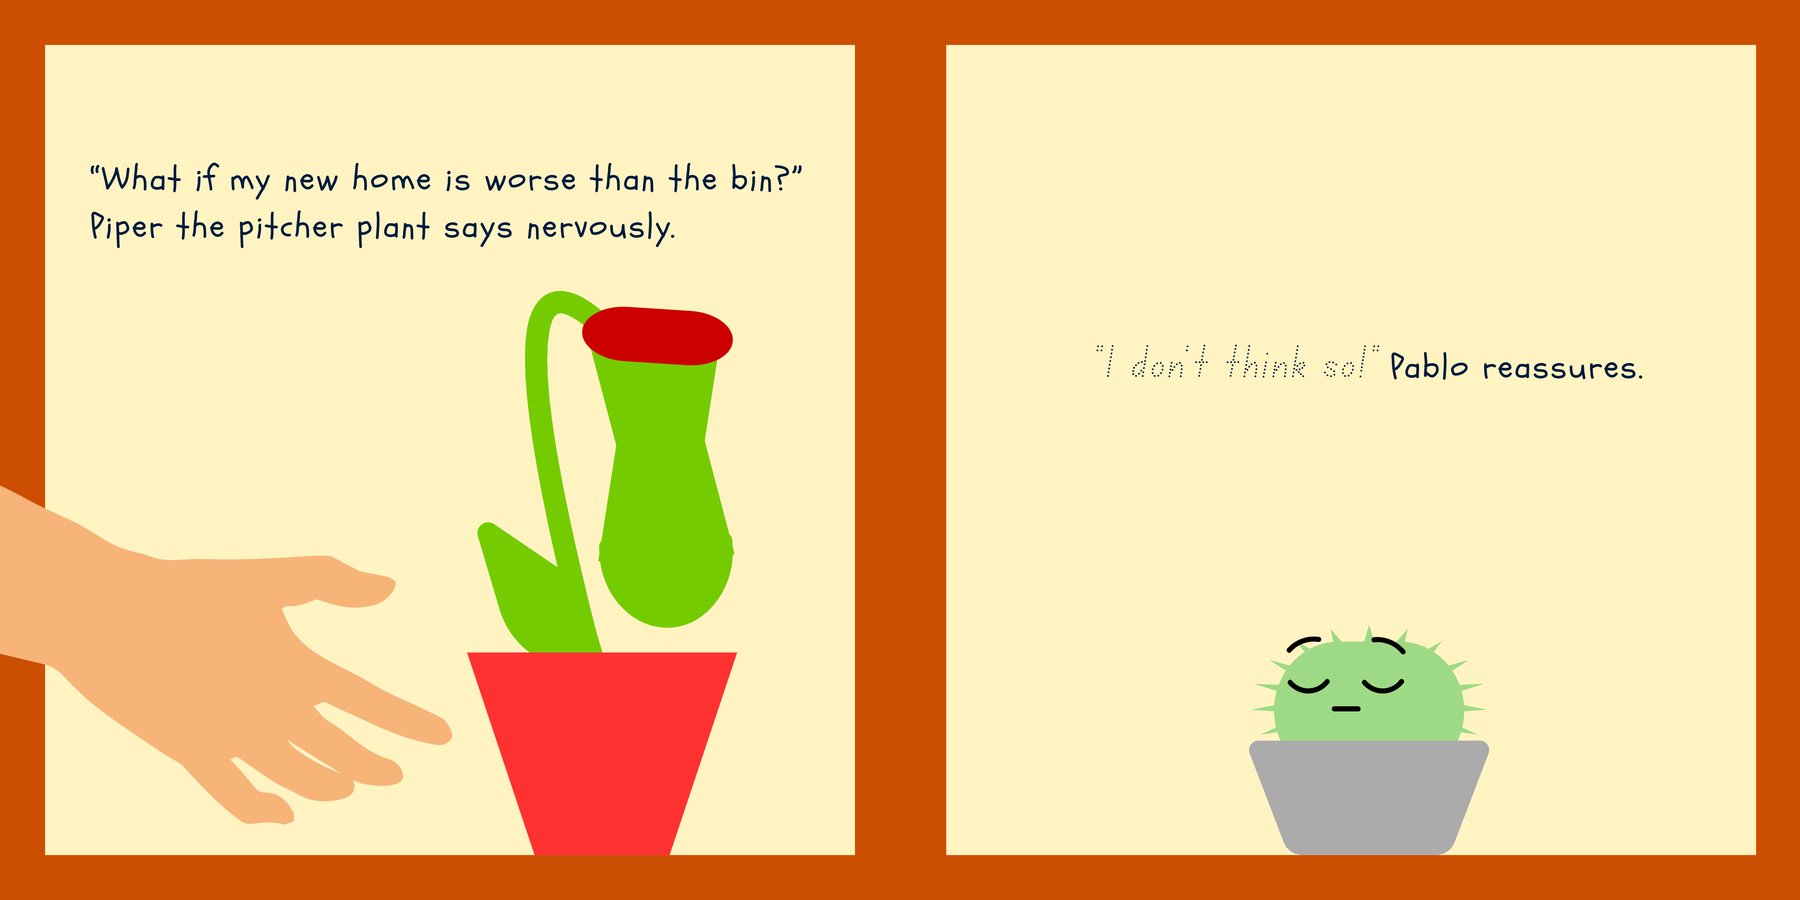 “What if my new home is worse than the bin?”
Piper the pitcher plant says nervously.
"I don't think so!" Pablo reassures.